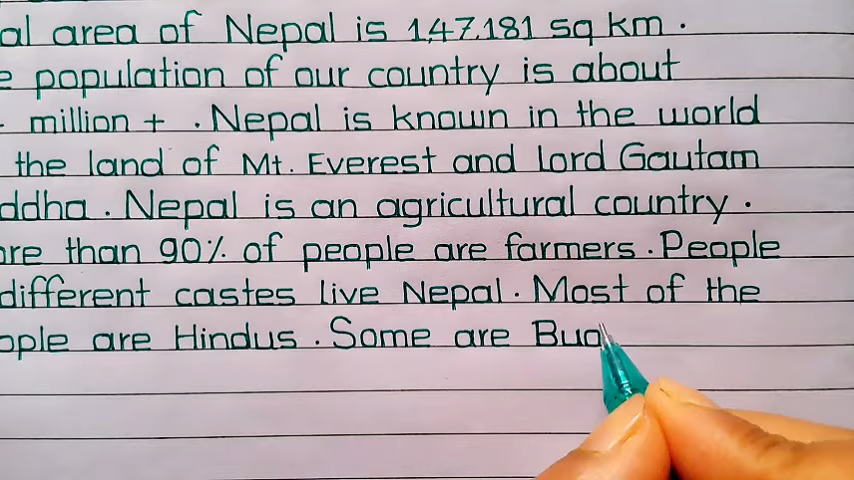 al area of Nepal is 1,47,181 sq km.
e population of our country is about
million + . Nepal is known in the world
the land of Mt. Everest and lord Gautam
ddha. Nepal is an agricultural country.
ore than 90% of people are farmers. People
different castes live Nepal. Most of the
ople are Hindus. Some are Bud